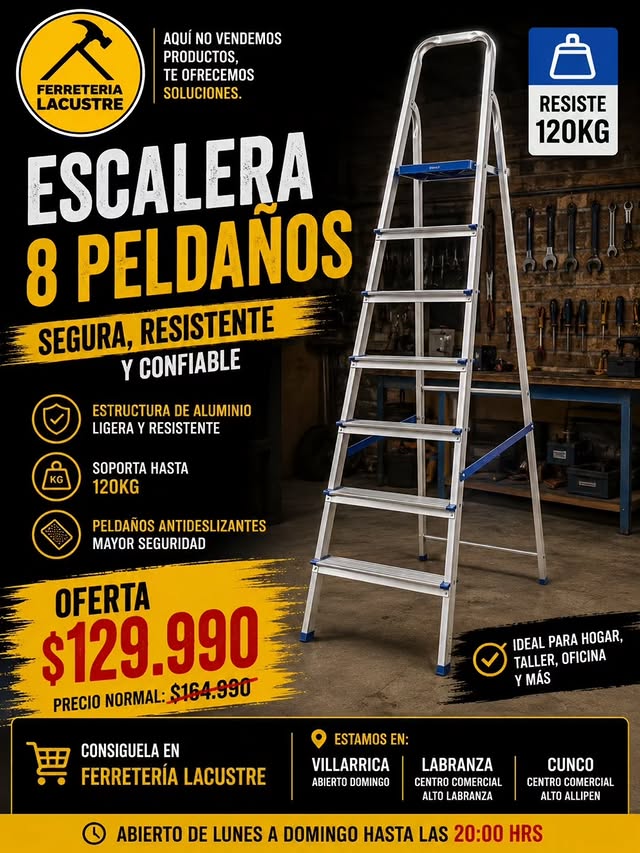 FERRETERIA
LACUSTRE
AQUÍ NO VENDEMOS
PRODUCTOS,
TE OFRECEMOS
SOLUCIONES.
RESISTE
120KG
ESCALERA
8 PELDAÑOS
SEGURA, RESISTENTE
Y CONFIABLE
ESTRUCTURA DE ALUMINIO
LIGERA Y RESISTENTE
KG
SOPORTA HASTA
120KG
PELDAÑOS ANTIDESLIZANTES
MAYOR SEGURIDAD
OFERTA
$129.990
PRECIO NORMAL: $164.990
IDEAL PARA HOGAR,
TALLER, OFICINA
Y MÁS
CONSIGUELA EN
FERRETERÍA LACUSTRE
ESTAMOS EN:
VILLARRICA
ABIERTO DOMINGO
LABRANZA
CENTRO COMERCIAL
ALTO LABRANZA
CUNCO
CENTRO COMERCIAL
ALTO ALLIPEN
ABIERTO DE LUNES A DOMINGO HASTA LAS 20:00 HRS